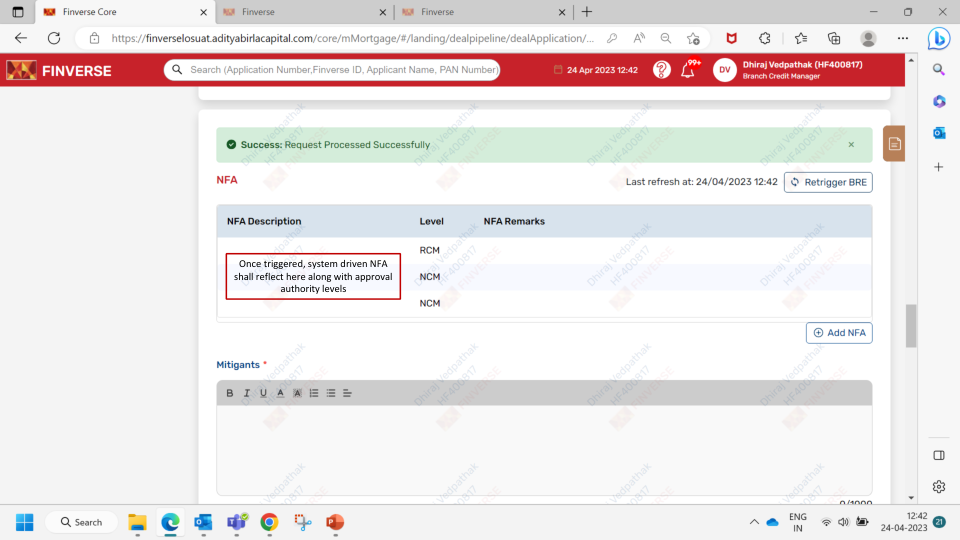 Finverse Core
Finverse
Finverse
https://finverselosuat.adityabirlacapital.com/core/mMortgage/#/landing/dealpipeline/dealApplication/...
FINVERSE
Search (Application Number,Finverse ID, Applicant Name, PAN Number)
24 Apr 2023 12:42
99+
DV
Dhiraj Vedpathak (HF400817)
Branch Credit Manager
Success: Request Processed Successfully
NFA
Last refresh at: 24/04/2023 12:42
Retrigger BRE
NFA Description Level NFA Remarks
RCM
Once triggered, system driven NFA
shall reflect here along with approval
authority levels
NCM
NCM
Add NFA
Mitigants *
B I U A A
0/1000
Dhiraj Vedpathak
HF400817
FINVERSE
Search
ENG
IN
12:42
24-04-2023
21